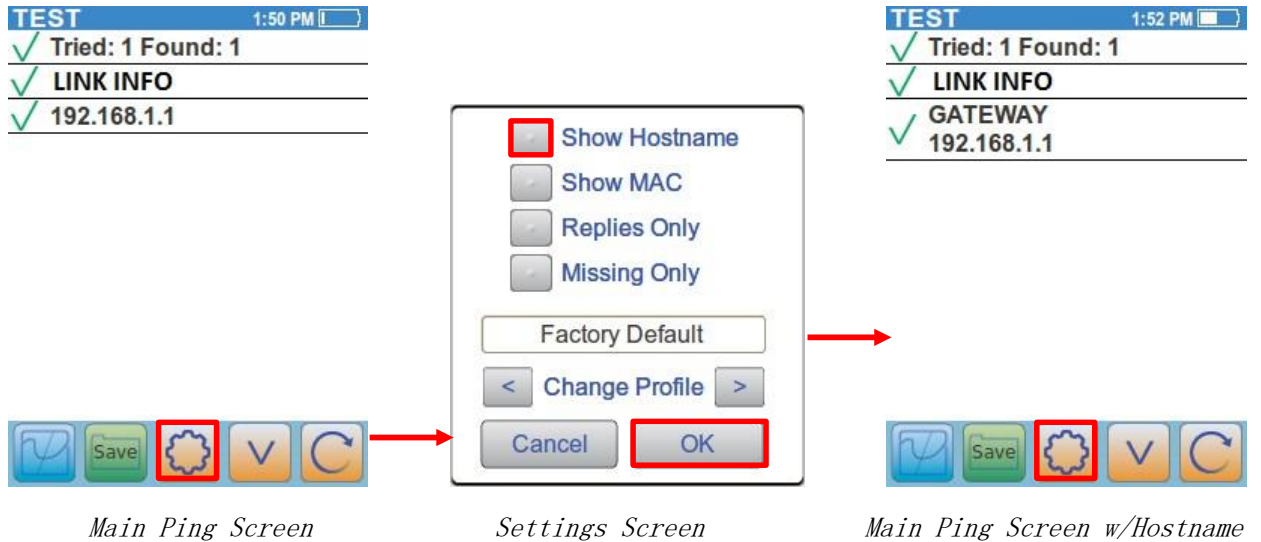 TEST 1:50 PM
Tried: 1 Found: 1
LINK INFO
192.168.1.1
Save
Show Hostname
Show MAC
Replies Only
Missing Only
Factory Default
< Change Profile >
Cancel OK
TEST 1:52 PM
Tried: 1 Found: 1
LINK INFO
GATEWAY
192.168.1.1
Save
Main Ping Screen
Settings Screen
Main Ping Screen w/Hostname